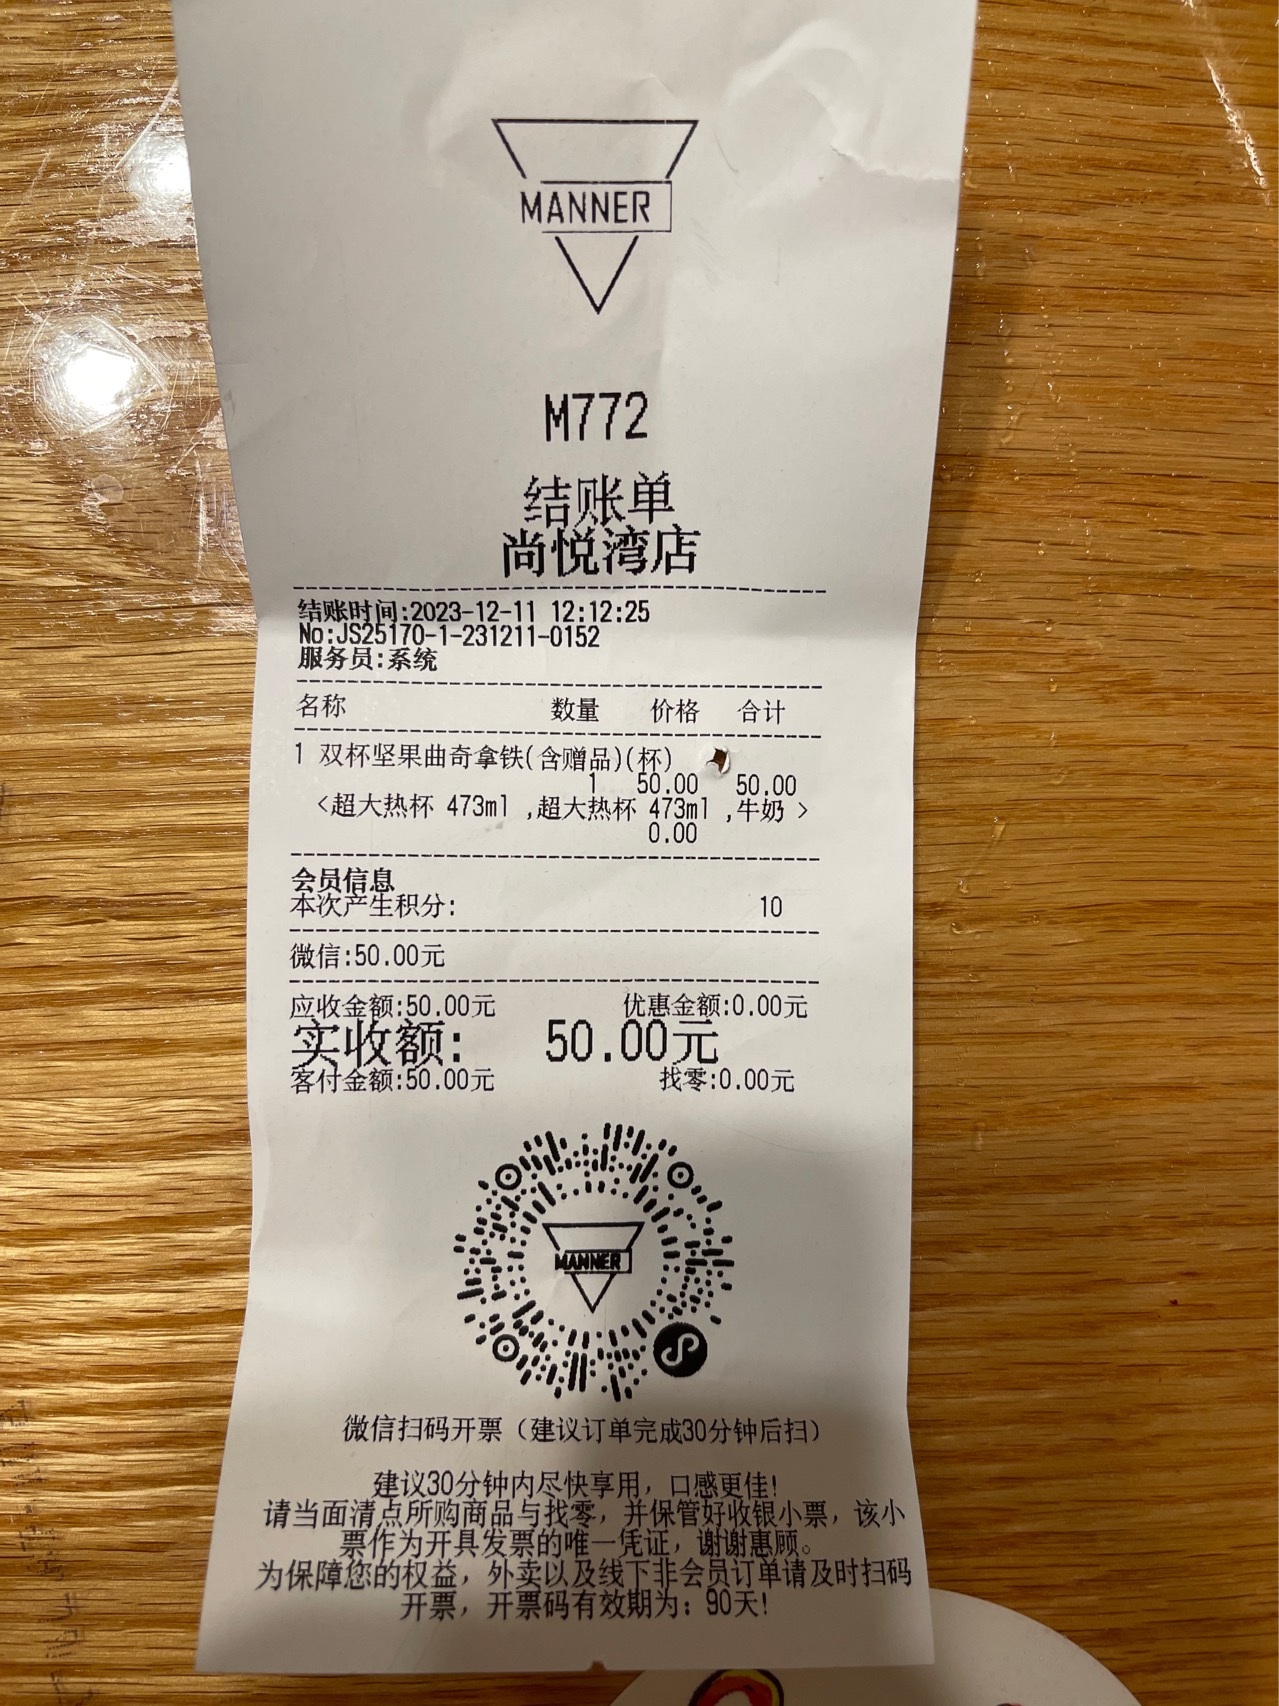 MANNER
M772
结账单
尚悦湾店
结账时间:2023-12-11 12:12:25
No:JS25170-1-231211-0152
服务员:系统
名称 数量 价格 合计
1 双杯坚果曲奇拿铁(含赠品)(杯)
1 50.00 50.00
<超大热杯 473ml ,超大热杯 473ml ,牛奶 >
0.00
会员信息
本次产生积分: 10
微信:50.00元
应收金额:50.00元 优惠金额:0.00元
实收额: 50.00元
客付金额:50.00元 找零:0.00元
MANNER
微信扫码开票（建议订单完成30分钟后扫）
建议30分钟内尽快享用，口感更佳!
请当面清点所购商品与找零，并保管好收银小票，该小
票作为开具发票的唯一凭证，谢谢惠顾。
为保障您的权益，外卖以及线下非会员订单请及时扫码
开票，开票码有效期为：90天!